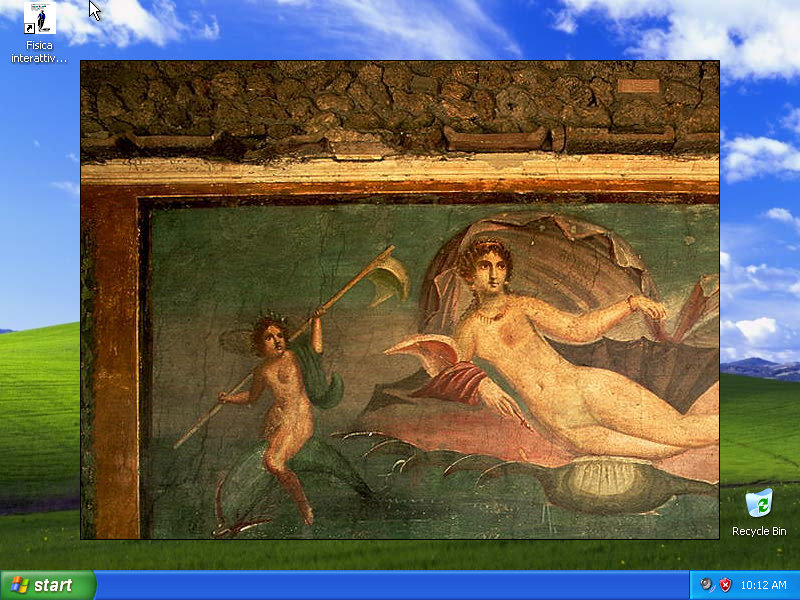 Fisica
interattiv...
Recycle Bin
start
10:12 AM